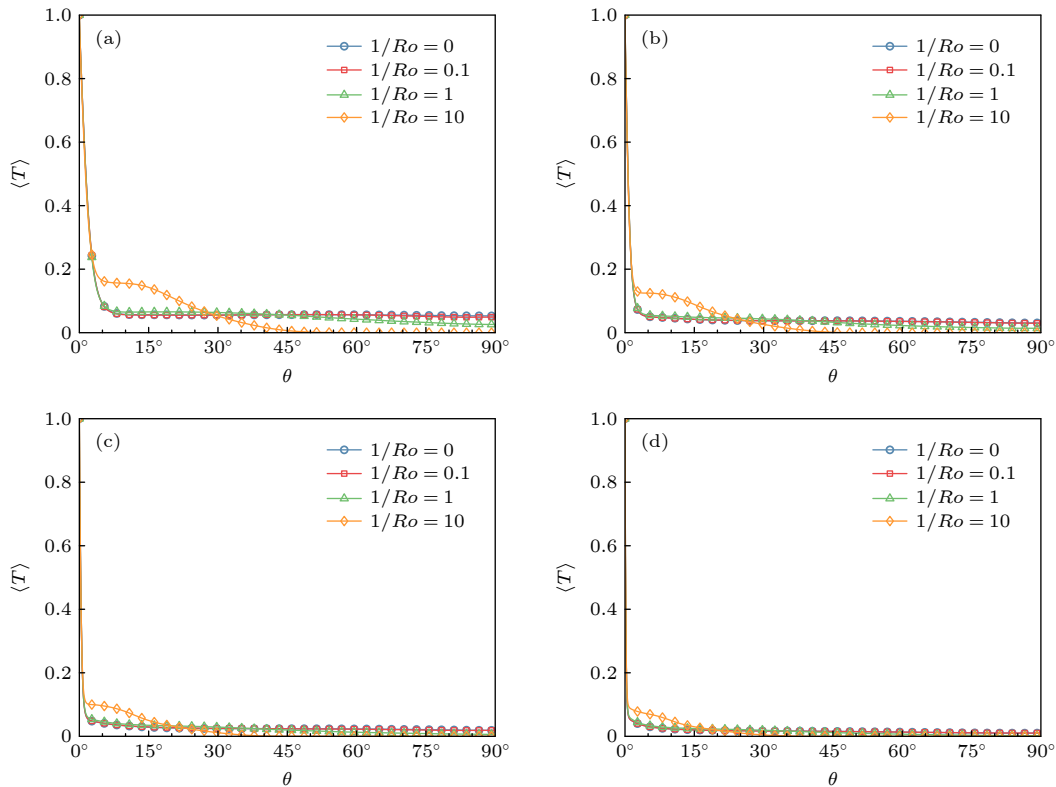 1.0
(a)
1/Ro = 0
1/Ro = 0.1
1/Ro = 1
1/Ro = 10
0.8
0.6
⟨T⟩
0.4
0.2
0
0° 15° 30° 45° 60° 75° 90°
θ
1.0
(b)
1/Ro = 0
1/Ro = 0.1
1/Ro = 1
1/Ro = 10
0.8
0.6
⟨T⟩
0.4
0.2
0
0° 15° 30° 45° 60° 75° 90°
θ
1.0
(c)
1/Ro = 0
1/Ro = 0.1
1/Ro = 1
1/Ro = 10
0.8
0.6
⟨T⟩
0.4
0.2
0
0° 15° 30° 45° 60° 75° 90°
θ
1.0
(d)
1/Ro = 0
1/Ro = 0.1
1/Ro = 1
1/Ro = 10
0.8
0.6
⟨T⟩
0.4
0.2
0
0° 15° 30° 45° 60° 75° 90°
θ